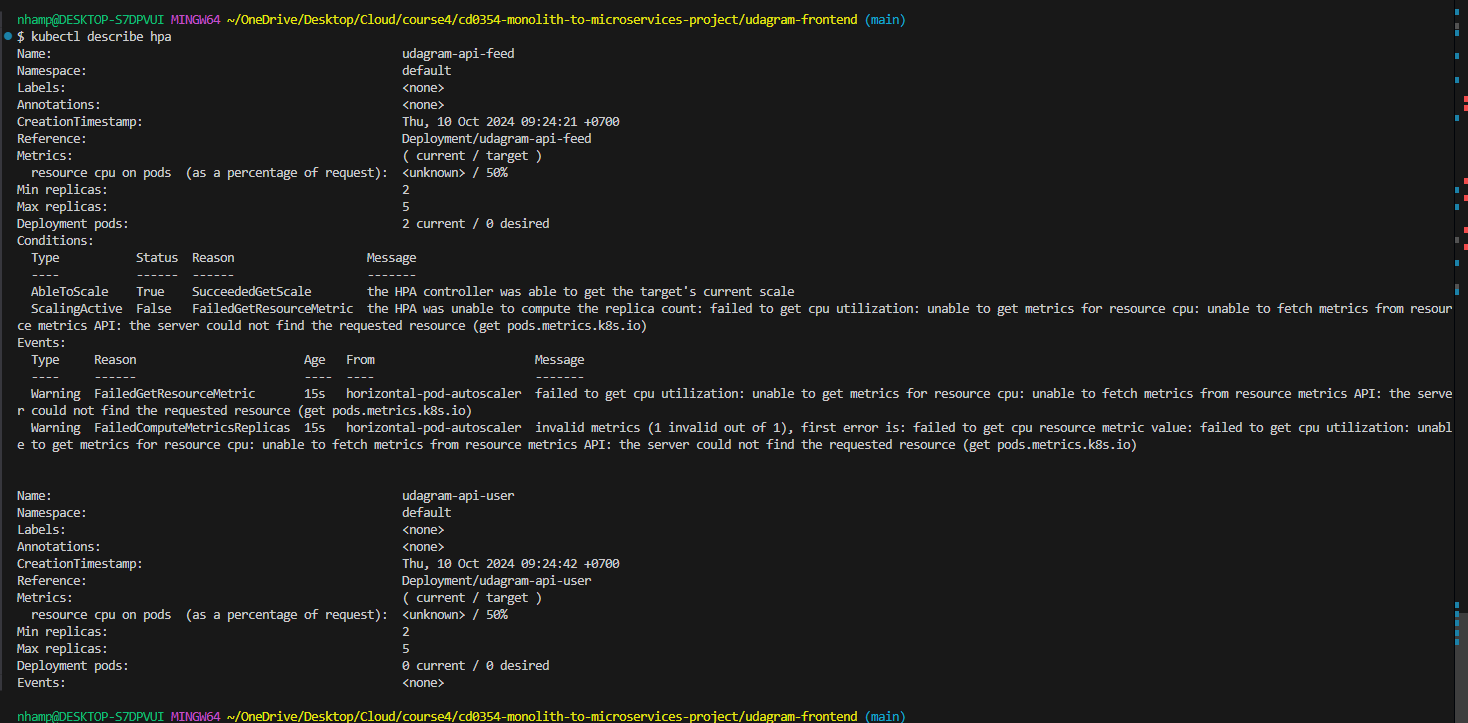 nhamp@DESKTOP-S7DPVUI MINGW64 ~/OneDrive/Desktop/Cloud/course4/cd0354-monolith-to-microservices-project/udagram-frontend (main)
$ kubectl describe hpa
Name:                                                  udagram-api-feed
Namespace:                                             default
Labels:                                                <none>
Annotations:                                           <none>
CreationTimestamp:                                     Thu, 10 Oct 2024 09:24:21 +0700
Reference:                                             Deployment/udagram-api-feed
Metrics:                                               ( current / target )
  resource cpu on pods  (as a percentage of request):  <unknown> / 50%
Min replicas:                                          2
Max replicas:                                          5
Deployment pods:                                       2 current / 0 desired
Conditions:
  Type           Status  Reason                   Message
  ----           ------  ------                   -------
  AbleToScale    True    SucceededGetScale        the HPA controller was able to get the target's current scale
  ScalingActive  False   FailedGetResourceMetric  the HPA was unable to compute the replica count: failed to get cpu utilization: unable to get metrics for resource cpu: unable to fetch metrics from resour
ce metrics API: the server could not find the requested resource (get pods.metrics.k8s.io)
Events:
  Type     Reason                        Age   From                       Message
  ----     ------                        ----  ----                       -------
  Warning  FailedGetResourceMetric       15s   horizontal-pod-autoscaler  failed to get cpu utilization: unable to get metrics for resource cpu: unable to fetch metrics from resource metrics API: the serve
r could not find the requested resource (get pods.metrics.k8s.io)
  Warning  FailedComputeMetricsReplicas  15s   horizontal-pod-autoscaler  invalid metrics (1 invalid out of 1), first error is: failed to get cpu resource metric value: failed to get cpu utilization: unabl
e to get metrics for resource cpu: unable to fetch metrics from resource metrics API: the server could not find the requested resource (get pods.metrics.k8s.io)
Name:                                                  udagram-api-user
Namespace:                                             default
Labels:                                                <none>
Annotations:                                           <none>
CreationTimestamp:                                     Thu, 10 Oct 2024 09:24:42 +0700
Reference:                                             Deployment/udagram-api-user
Metrics:                                               ( current / target )
  resource cpu on pods  (as a percentage of request):  <unknown> / 50%
Min replicas:                                          2
Max replicas:                                          5
Deployment pods:                                       0 current / 0 desired
Events:                                                <none>
nhamp@DESKTOP-S7DPVUI MINGW64 ~/OneDrive/Desktop/Cloud/course4/cd0354-monolith-to-microservices-project/udagram-frontend (main)